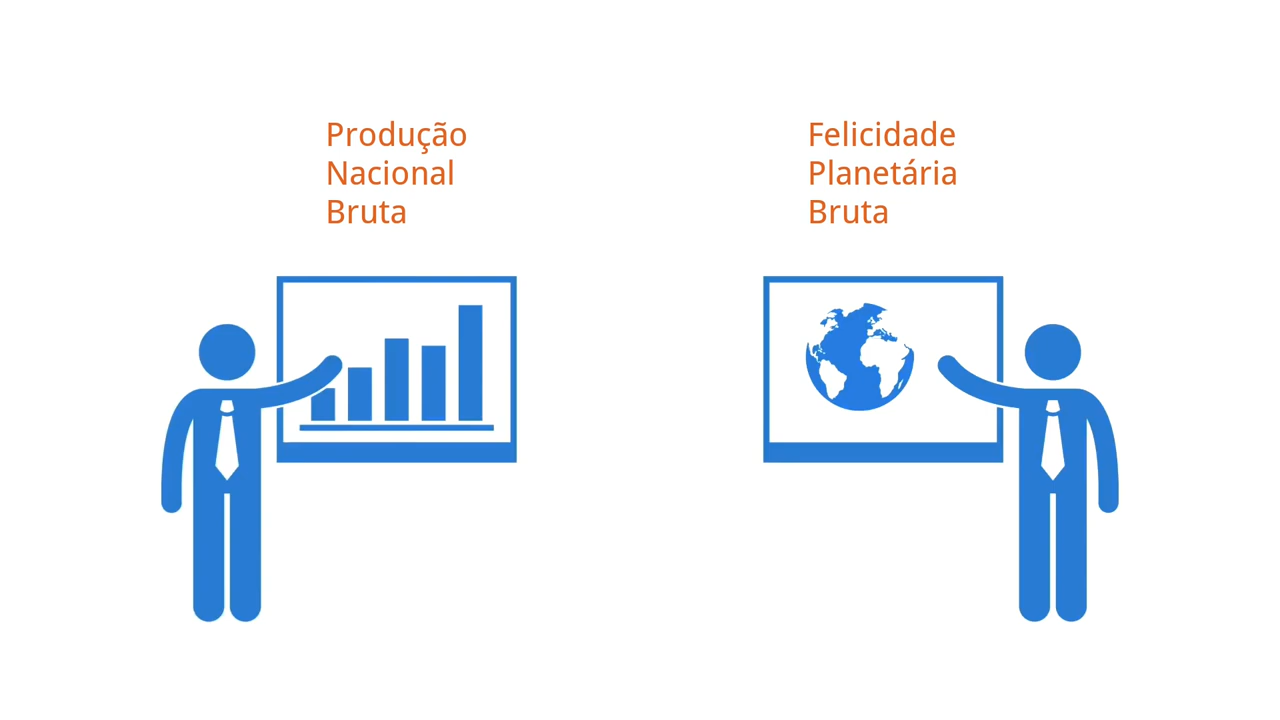 Produção
Nacional
Bruta
Felicidade
Planetária
Bruta